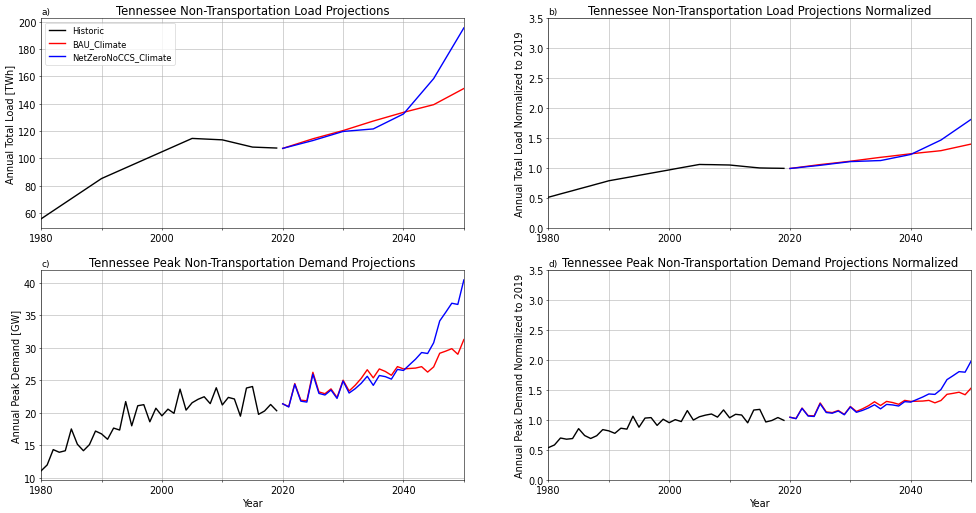 a)
Tennessee Non-Transportation Load Projections
Annual Total Load [TWh]
200
180
160
140
120
100
80
60
Historic
BAU_Climate
NetZeroNoCCS_Climate
1980
2000
2020
2040
b)
Tennessee Non-Transportation Load Projections Normalized
Annual Total Load Normalized to 2019
3.5
3.0
2.5
2.0
1.5
1.0
0.5
0.0
1980
2000
2020
2040
c)
Tennessee Peak Non-Transportation Demand Projections
Annual Peak Demand [GW]
40
35
30
25
20
15
10
1980
2000
2020
2040
Year
d)
Tennessee Peak Non-Transportation Demand Projections Normalized
Annual Peak Demand Normalized to 2019
3.5
3.0
2.5
2.0
1.5
1.0
0.5
0.0
1980
2000
2020
2040
Year